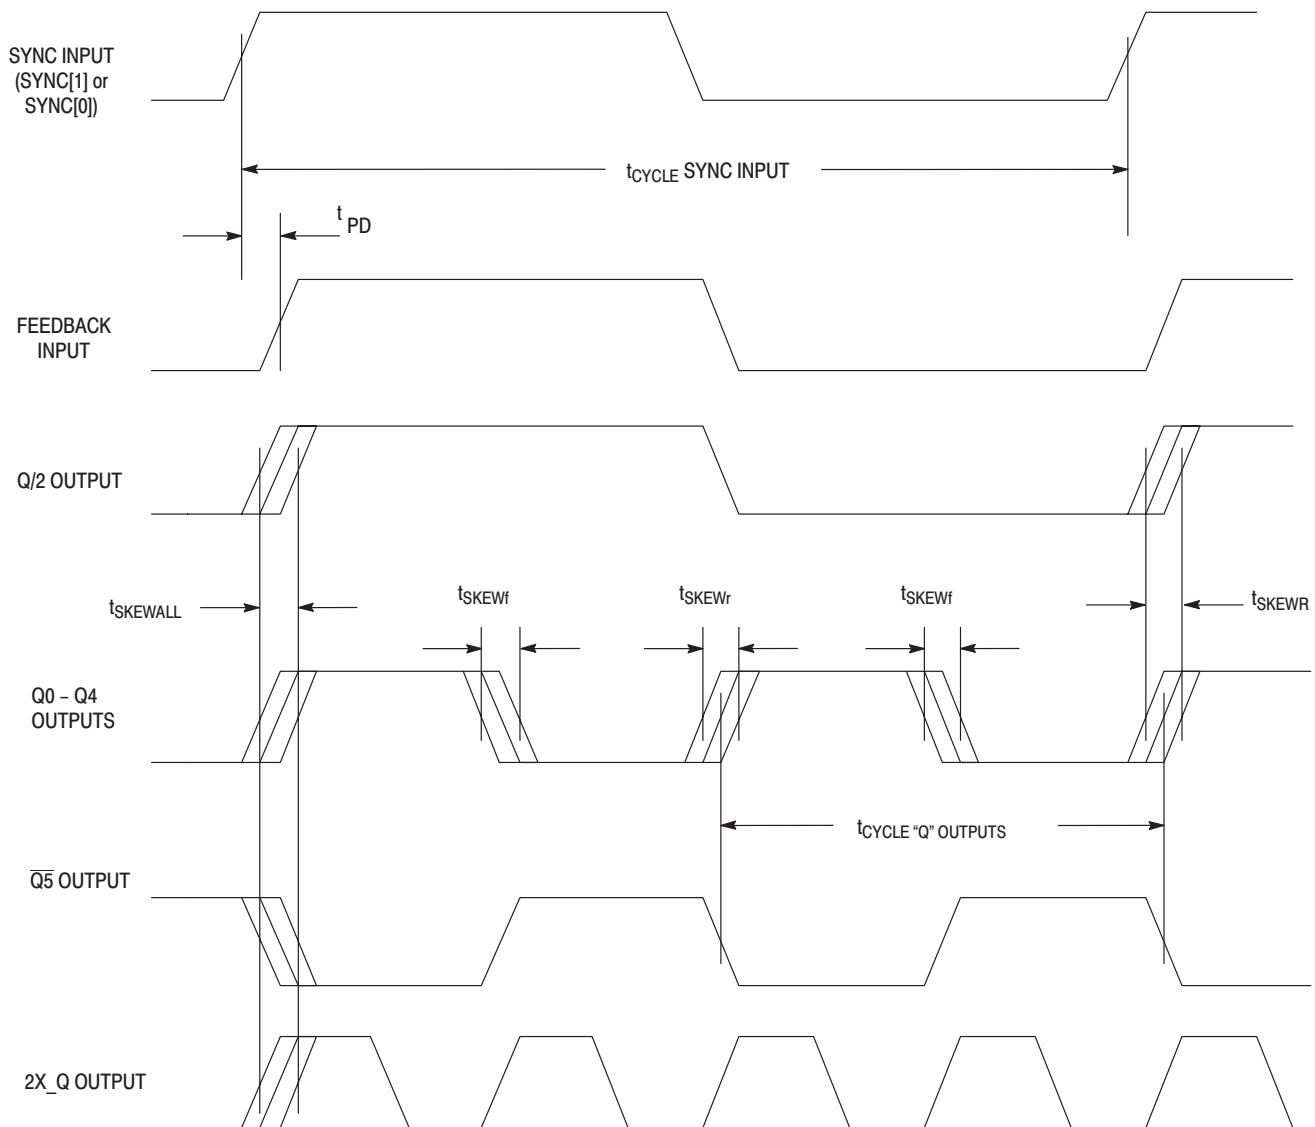 SYNC INPUT
(SYNC[1] or
SYNC[0])
tCYCLE SYNC INPUT
t PD
FEEDBACK
INPUT
Q/2 OUTPUT
tSKEWALL
tSKEWf
tSKEWr
tSKEWf
tSKEWR
Q0 – Q4
OUTPUTS
tCYCLE “Q” OUTPUTS
Q̅5̅ OUTPUT
2X_Q OUTPUT